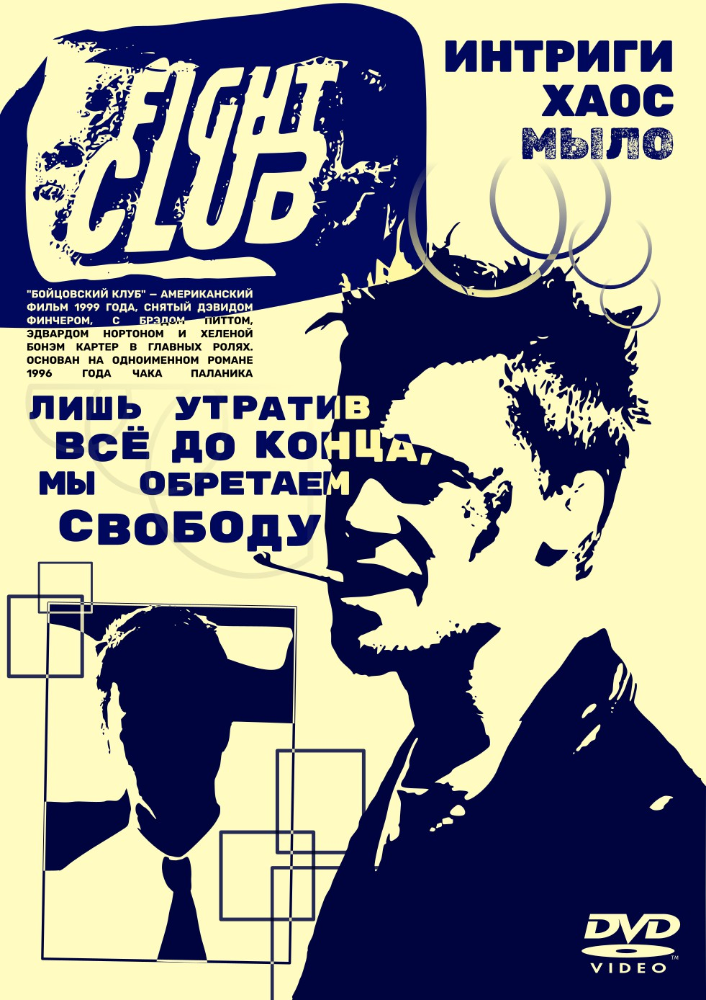 FIGHT
CLUB
ИНТРИГИ
ХАОС
МЫЛО
"БОЙЦОВСКИЙ КЛУБ" – АМЕРИКАНСКИЙ
ФИЛЬМ 1999 ГОДА, СНЯТЫЙ ДЭВИДОМ
ФИНЧЕРОМ, С БРЭДОМ ПИТТОМ,
ЭДВАРДОМ НОРТОНОМ И ХЕЛЕНОЙ
БОНЭМ КАРТЕР В ГЛАВНЫХ РОЛЯХ.
ОСНОВАН НА ОДНОИМЕННОМ РОМАНЕ
1996 ГОДА ЧАКА ПАЛАНИКА
ЛИШЬ УТРАТИВ
ВСЁ ДО КОНЦА,
МЫ ОБРЕТАЕМ
СВОБОДУ
DVD
VIDEO™